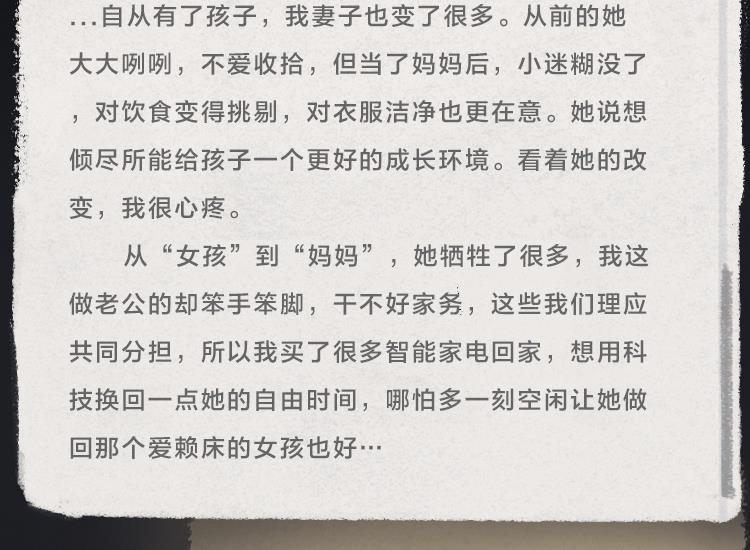 ...自从有了孩子，我妻子也变了很多。从前的她
大大咧咧，不爱收拾，但当了妈妈后，小迷糊没了
，对饮食变得挑剔，对衣服洁净也更在意。她说想
倾尽所能给孩子一个更好的成长环境。看着她的改
变，我很心疼。
从“女孩”到“妈妈”，她牺牲了很多，我这
做老公的却笨手笨脚，干不好家务，这些我们理应
共同分担，所以我买了很多智能家电回家，想用科
技换回一点她的自由时间，哪怕多一刻空闲让她做
回那个爱赖床的女孩也好…